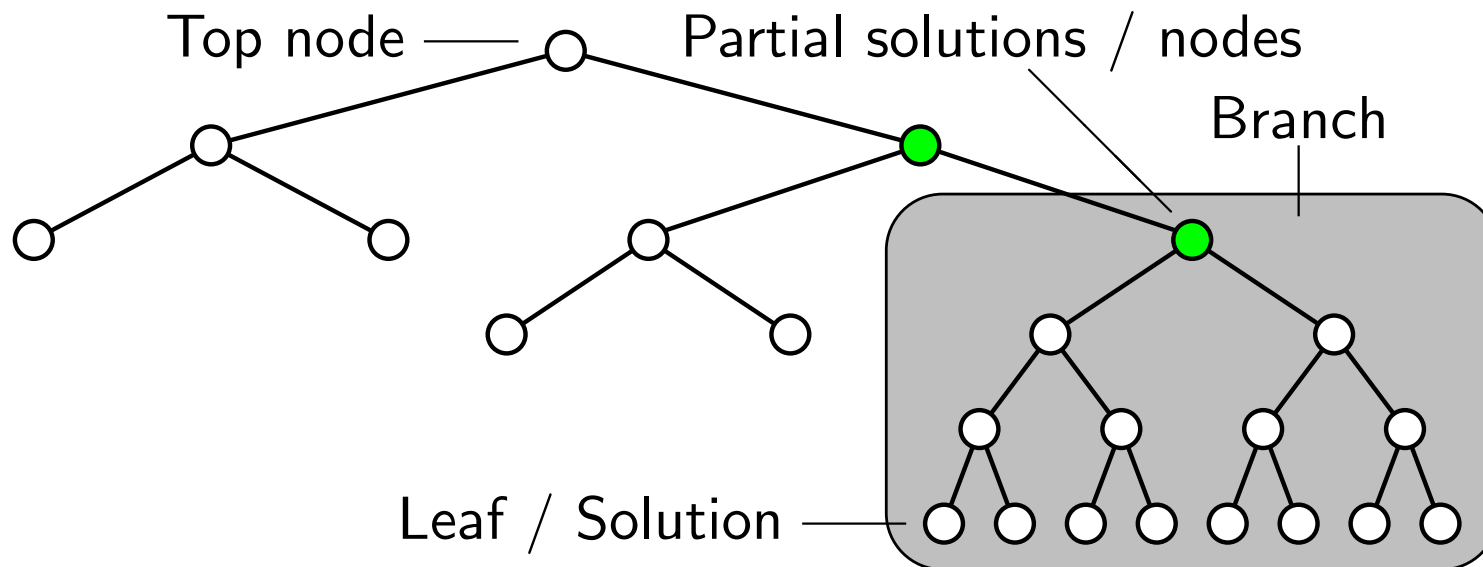 Top node
Partial solutions / nodes
Branch
Leaf / Solution